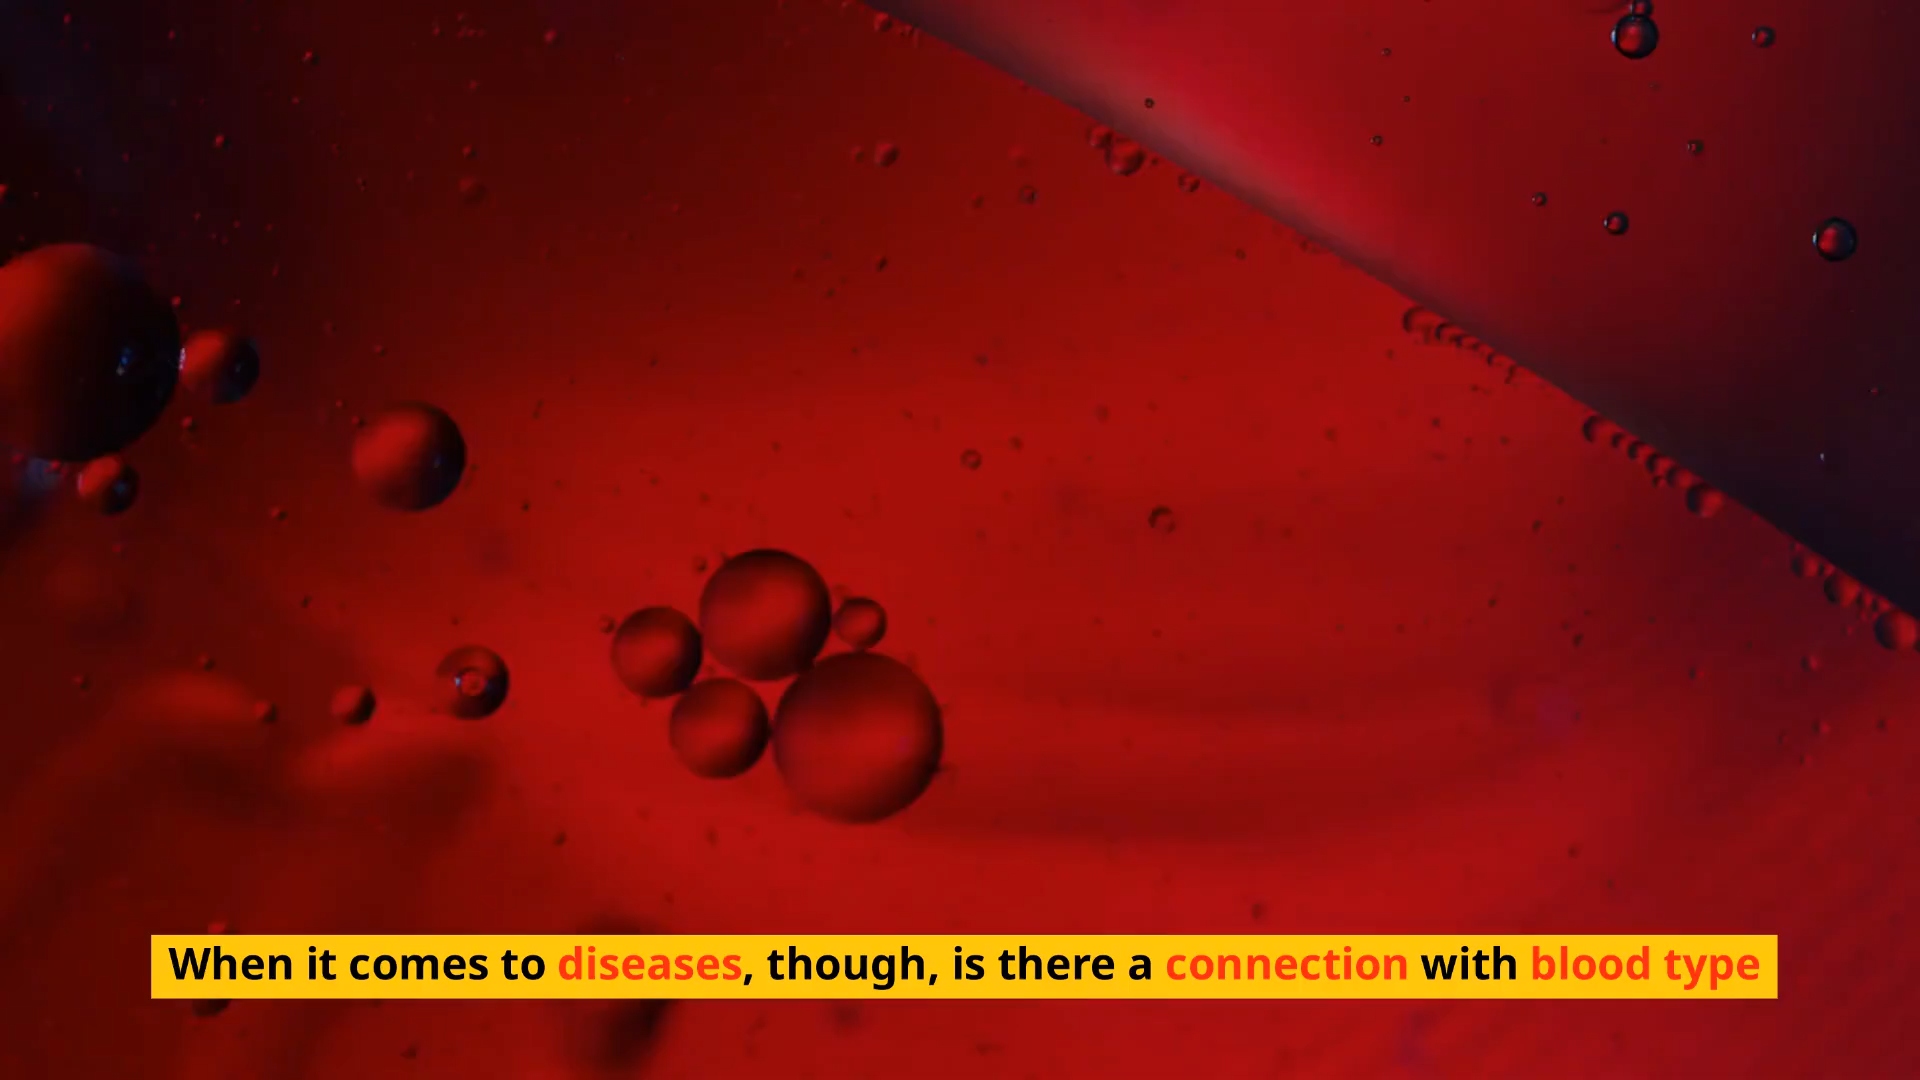 When it comes to diseases, though, is there a connection with blood type